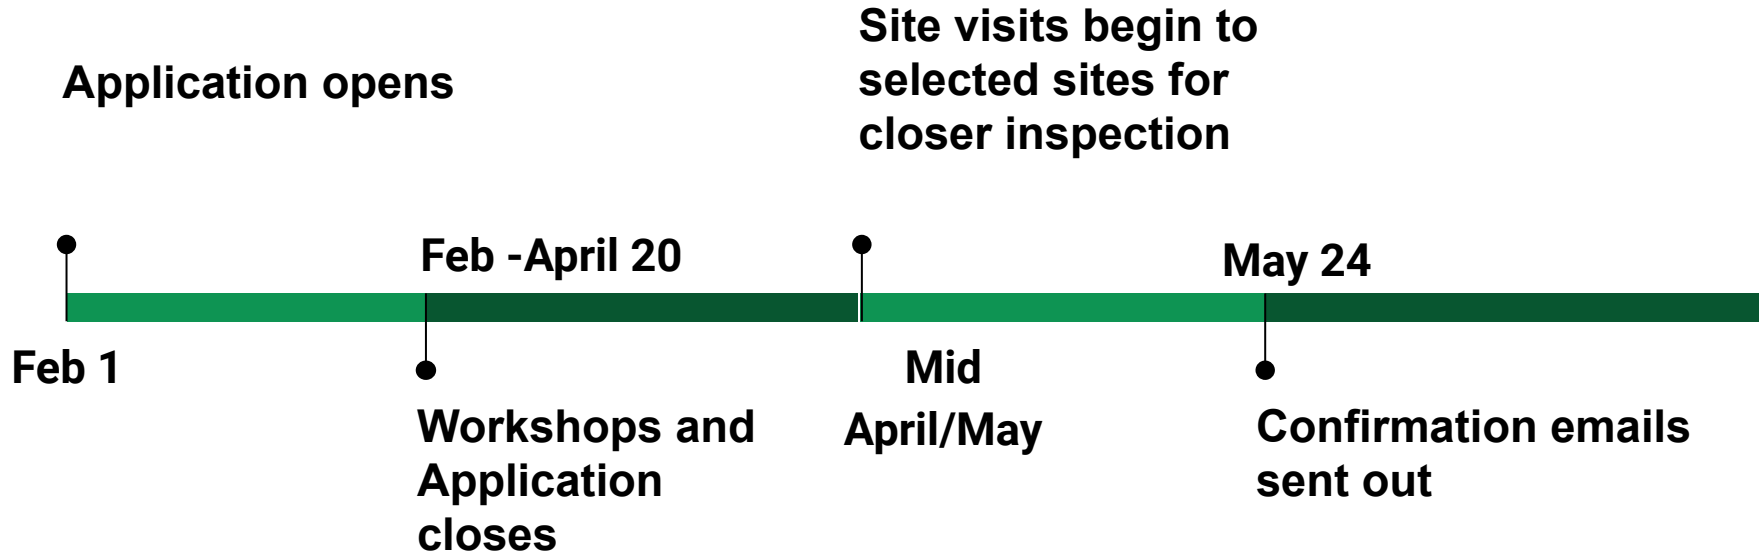 Application opens
Feb 1
Feb -April 20
Workshops and
Application
closes
Site visits begin to
selected sites for
closer inspection
Mid
April/May
May 24
Confirmation emails
sent out